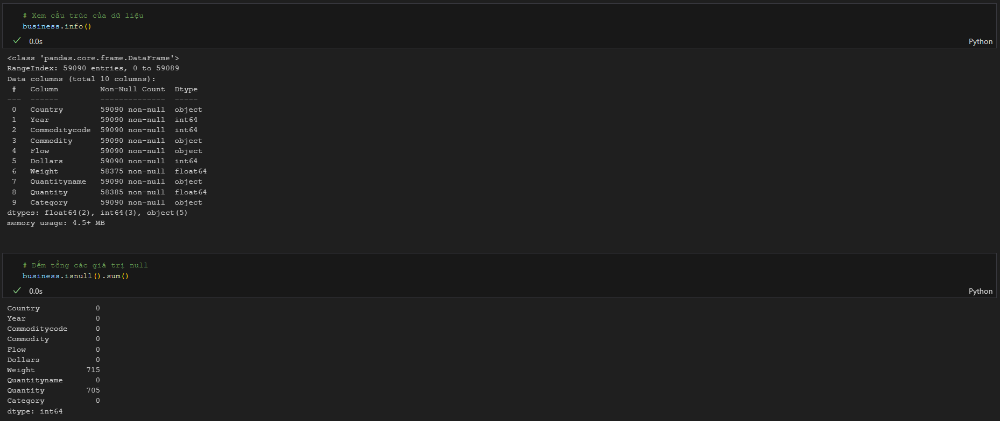 # Xem cấu trúc của dữ liệu
business.info()
0.0s
Python
<class 'pandas.core.frame.DataFrame'>
RangeIndex: 59090 entries, 0 to 59089
Data columns (total 10 columns):
 #   Column         Non-Null Count  Dtype
---  ------         --------------  -----
 0   Country        59090 non-null  object
 1   Year           59090 non-null  int64
 2   Commoditycode  59090 non-null  int64
 3   Commodity      59090 non-null  object
 4   Flow           59090 non-null  object
 5   Dollars        59090 non-null  int64
 6   Weight         58375 non-null  float64
 7   Quantityname   59090 non-null  object
 8   Quantity       58385 non-null  float64
 9   Category       59090 non-null  object
dtypes: float64(2), int64(3), object(5)
memory usage: 4.5+ MB
# Đếm tổng các giá trị null
business.isnull().sum()
0.0s
Python
Country            0
Year               0
Commoditycode      0
Commodity          0
Flow               0
Dollars            0
Weight           715
Quantityname       0
Quantity         705
Category           0
dtype: int64